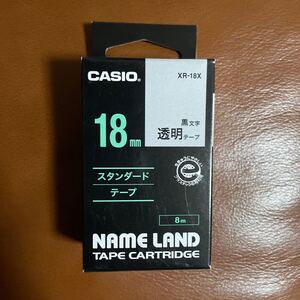 CASIO
XR-18X
18mm
黒文字
透明テープ
スタンダード
テープ
8m
NAME LAND
TAPE CARTRIDGE